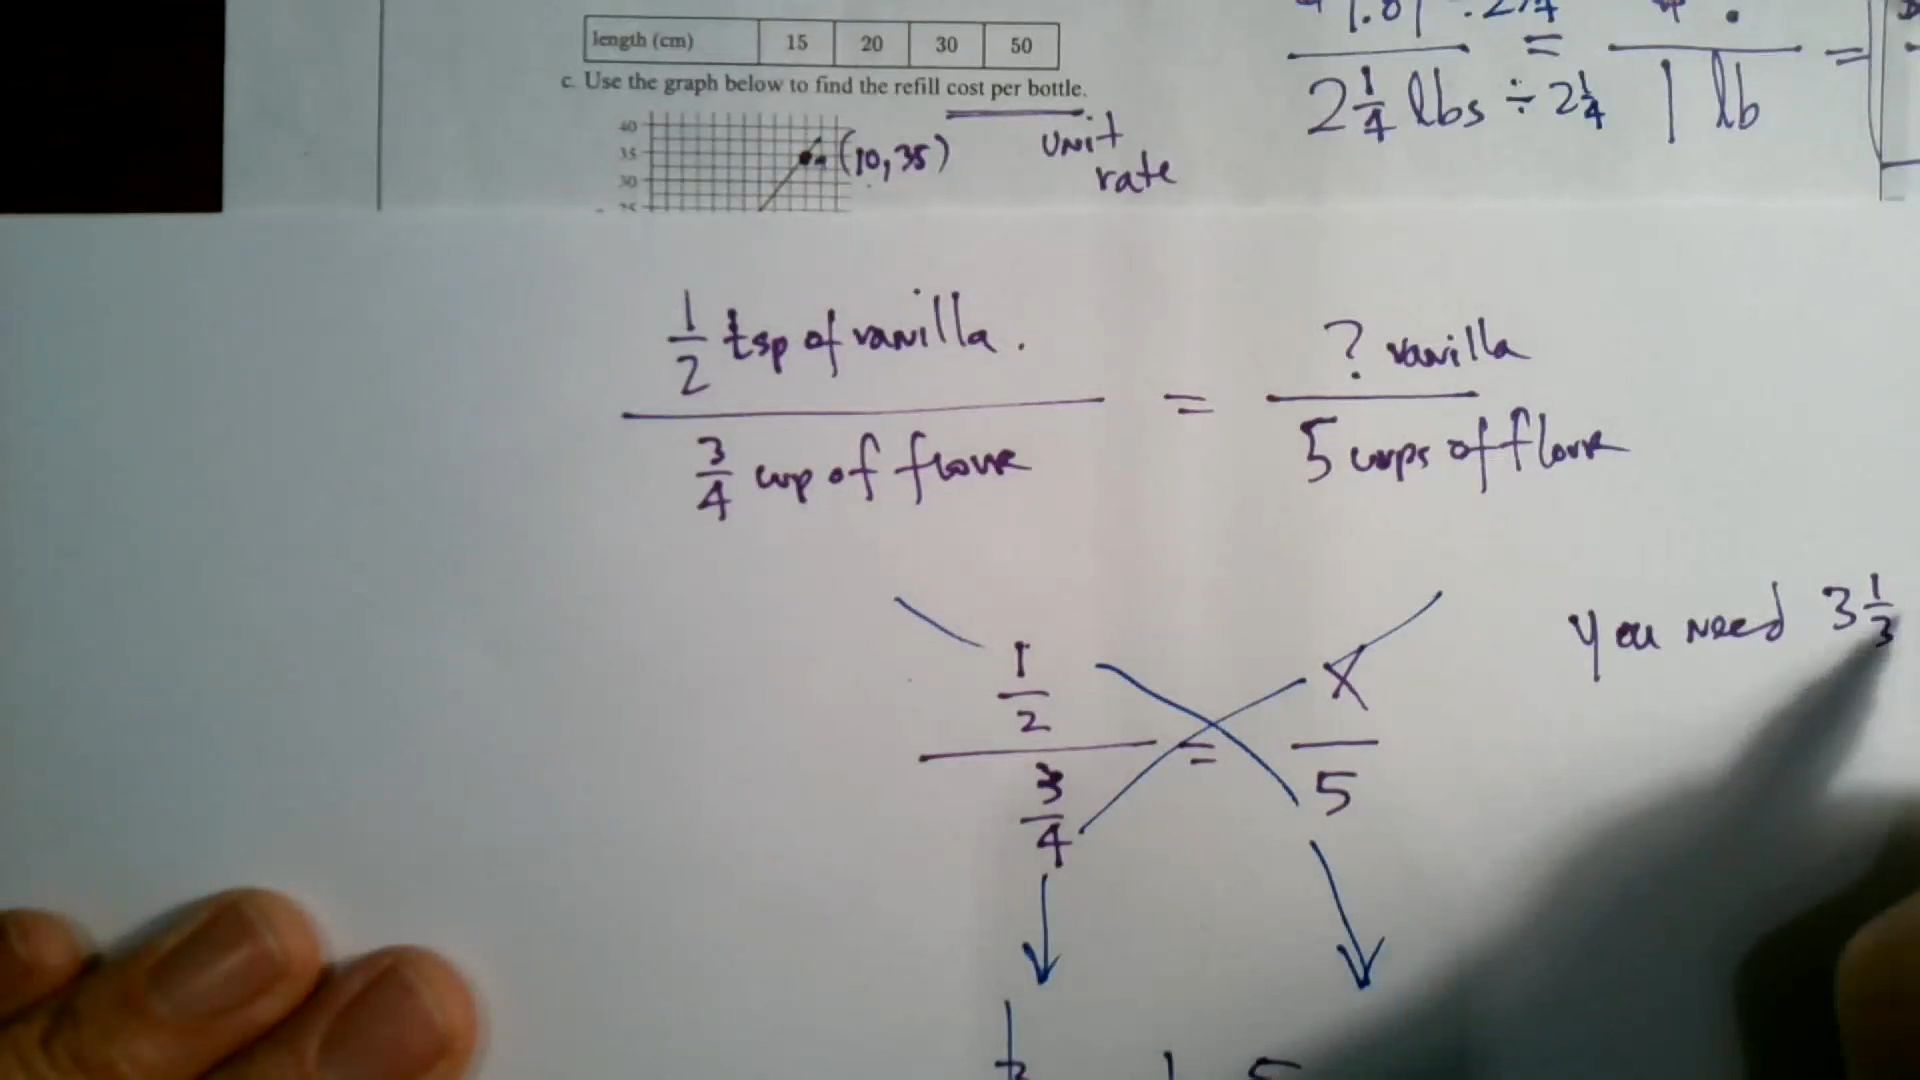 length (cm) 15 20 30 50
c. Use the graph below to find the refill cost per bottle.
40
35
30
(10,35)
unit
rate
2 1/4 lbs ÷ 2 1/4
=
1 lb
=
1/2 tsp of vanilla.
3/4 cup of flour
=
? vanilla
5 cups of flour
1/2
3/4
=
x
5
You need 3 1/3